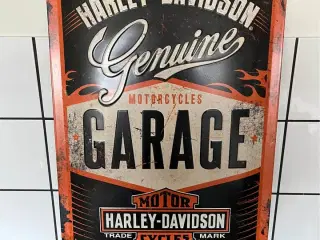 HARLEY-DAVIDSON
Genuine
MOTORCYCLES
GARAGE
MOTOR
HARLEY-DAVIDSON
TRADE MARK
CYCLES